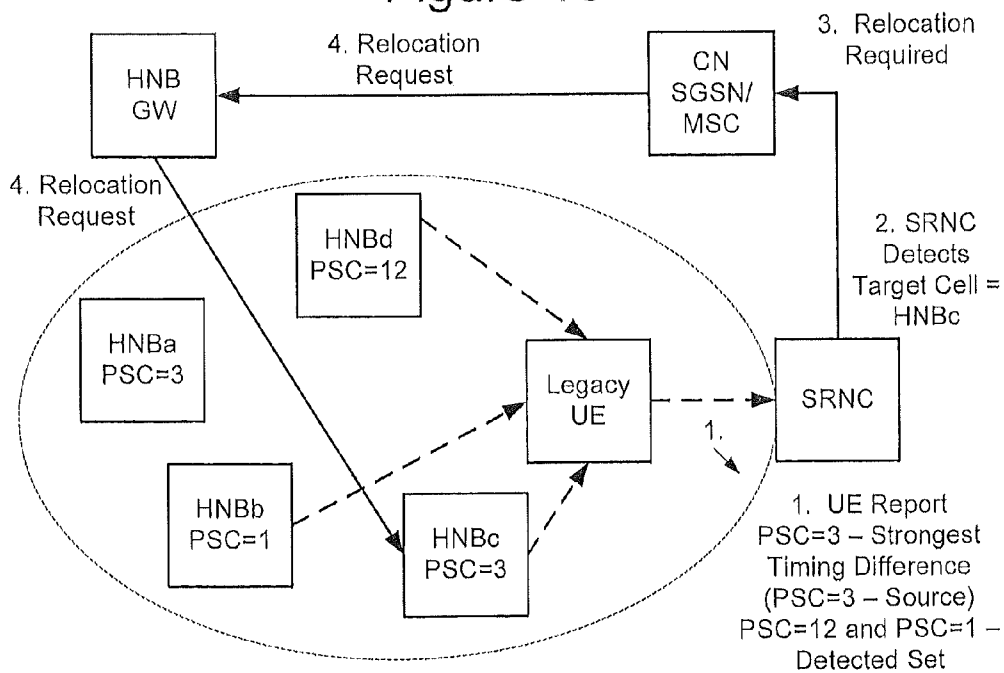 4. Relocation
Request
3. Relocation
Required
HNB
GW
CN
SGSN/
MSC
4. Relocation
Request
HNBd
PSC=12
2. SRNC
Detects
Target Cell =
HNBc
HNBa
PSC=3
Legacy
UE
SRNC
1.
HNBb
PSC=1
HNBc
PSC=3
1. UE Report
PSC=3 – Strongest
Timing Difference
(PSC=3 – Source)
PSC=12 and PSC=1 –
Detected Set